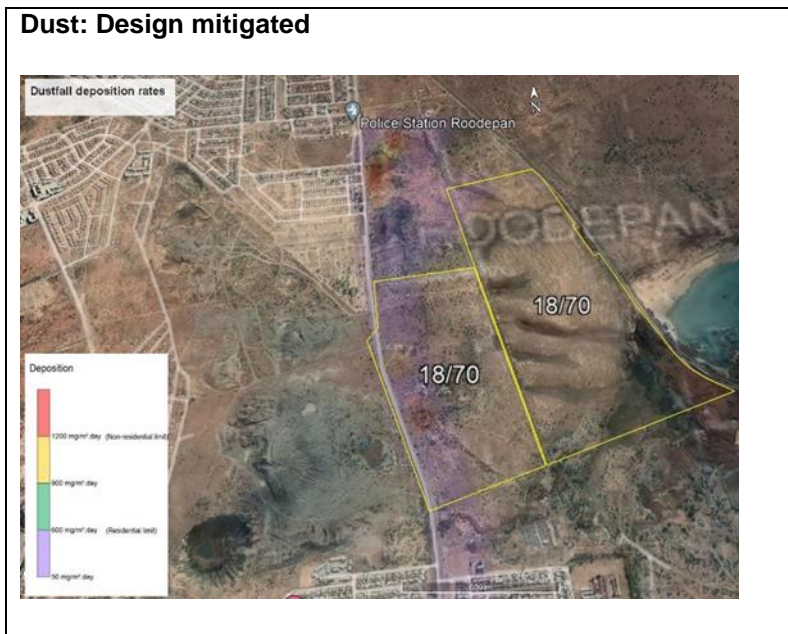 Dust: Design mitigated
Dustfall deposition rates
N
Police Station Roodepan
ROODEPAN
18/70
18/70
Deposition
1200 mg/m².day (Non-residential limit)
900 mg/m².day
600 mg/m².day (Residential limit)
50 mg/m².day